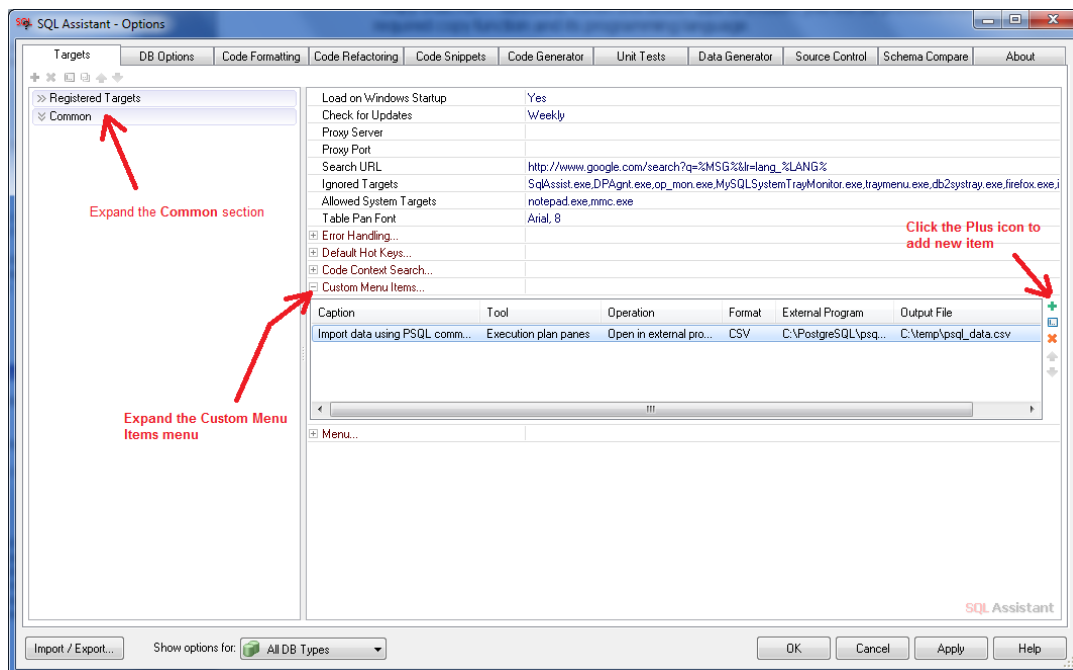 required copy function and its programming language
SQL Assistant - Options
Targets DB Options Code Formatting Code Refactoring Code Snippets Code Generator Unit Tests Data Generator Source Control Schema Compare About
Registered Targets
Common
Expand the Common section
Load on Windows Startup Yes
Check for Updates Weekly
Proxy Server
Proxy Port
Search URL http://www.google.com/search?q=%MSG%&lr=lang_%LANG%
Ignored Targets SqlAssist.exe,DPAgnt.exe,op_mon.exe,MySQLSystemTrayMonitor.exe,traymenu.exe,db2systray.exe,firefox.exe,i
Allowed System Targets notepad.exe,mmc.exe
Table Pan Font Arial, 8
Click the Plus icon to
add new item
Error Handling...
Default Hot Keys...
Code Context Search...
Custom Menu Items...
Caption Tool Operation Format External Program Output File
Import data using PSQL comm... Execution plan panes Open in external pro... CSV C:\PostgreSQL\psq... C:\temp\psql_data.csv
Expand the Custom Menu
Items menu
Menu...
SQL Assistant
Import / Export... Show options for: All DB Types OK Cancel Apply Help